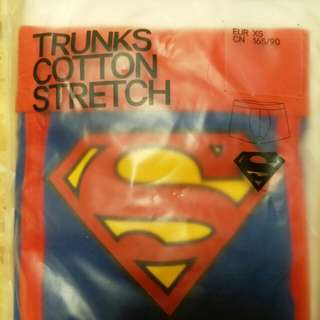 TRUNKS
COTTON
STRETCH
EUR XS
CN 165/90
S
S